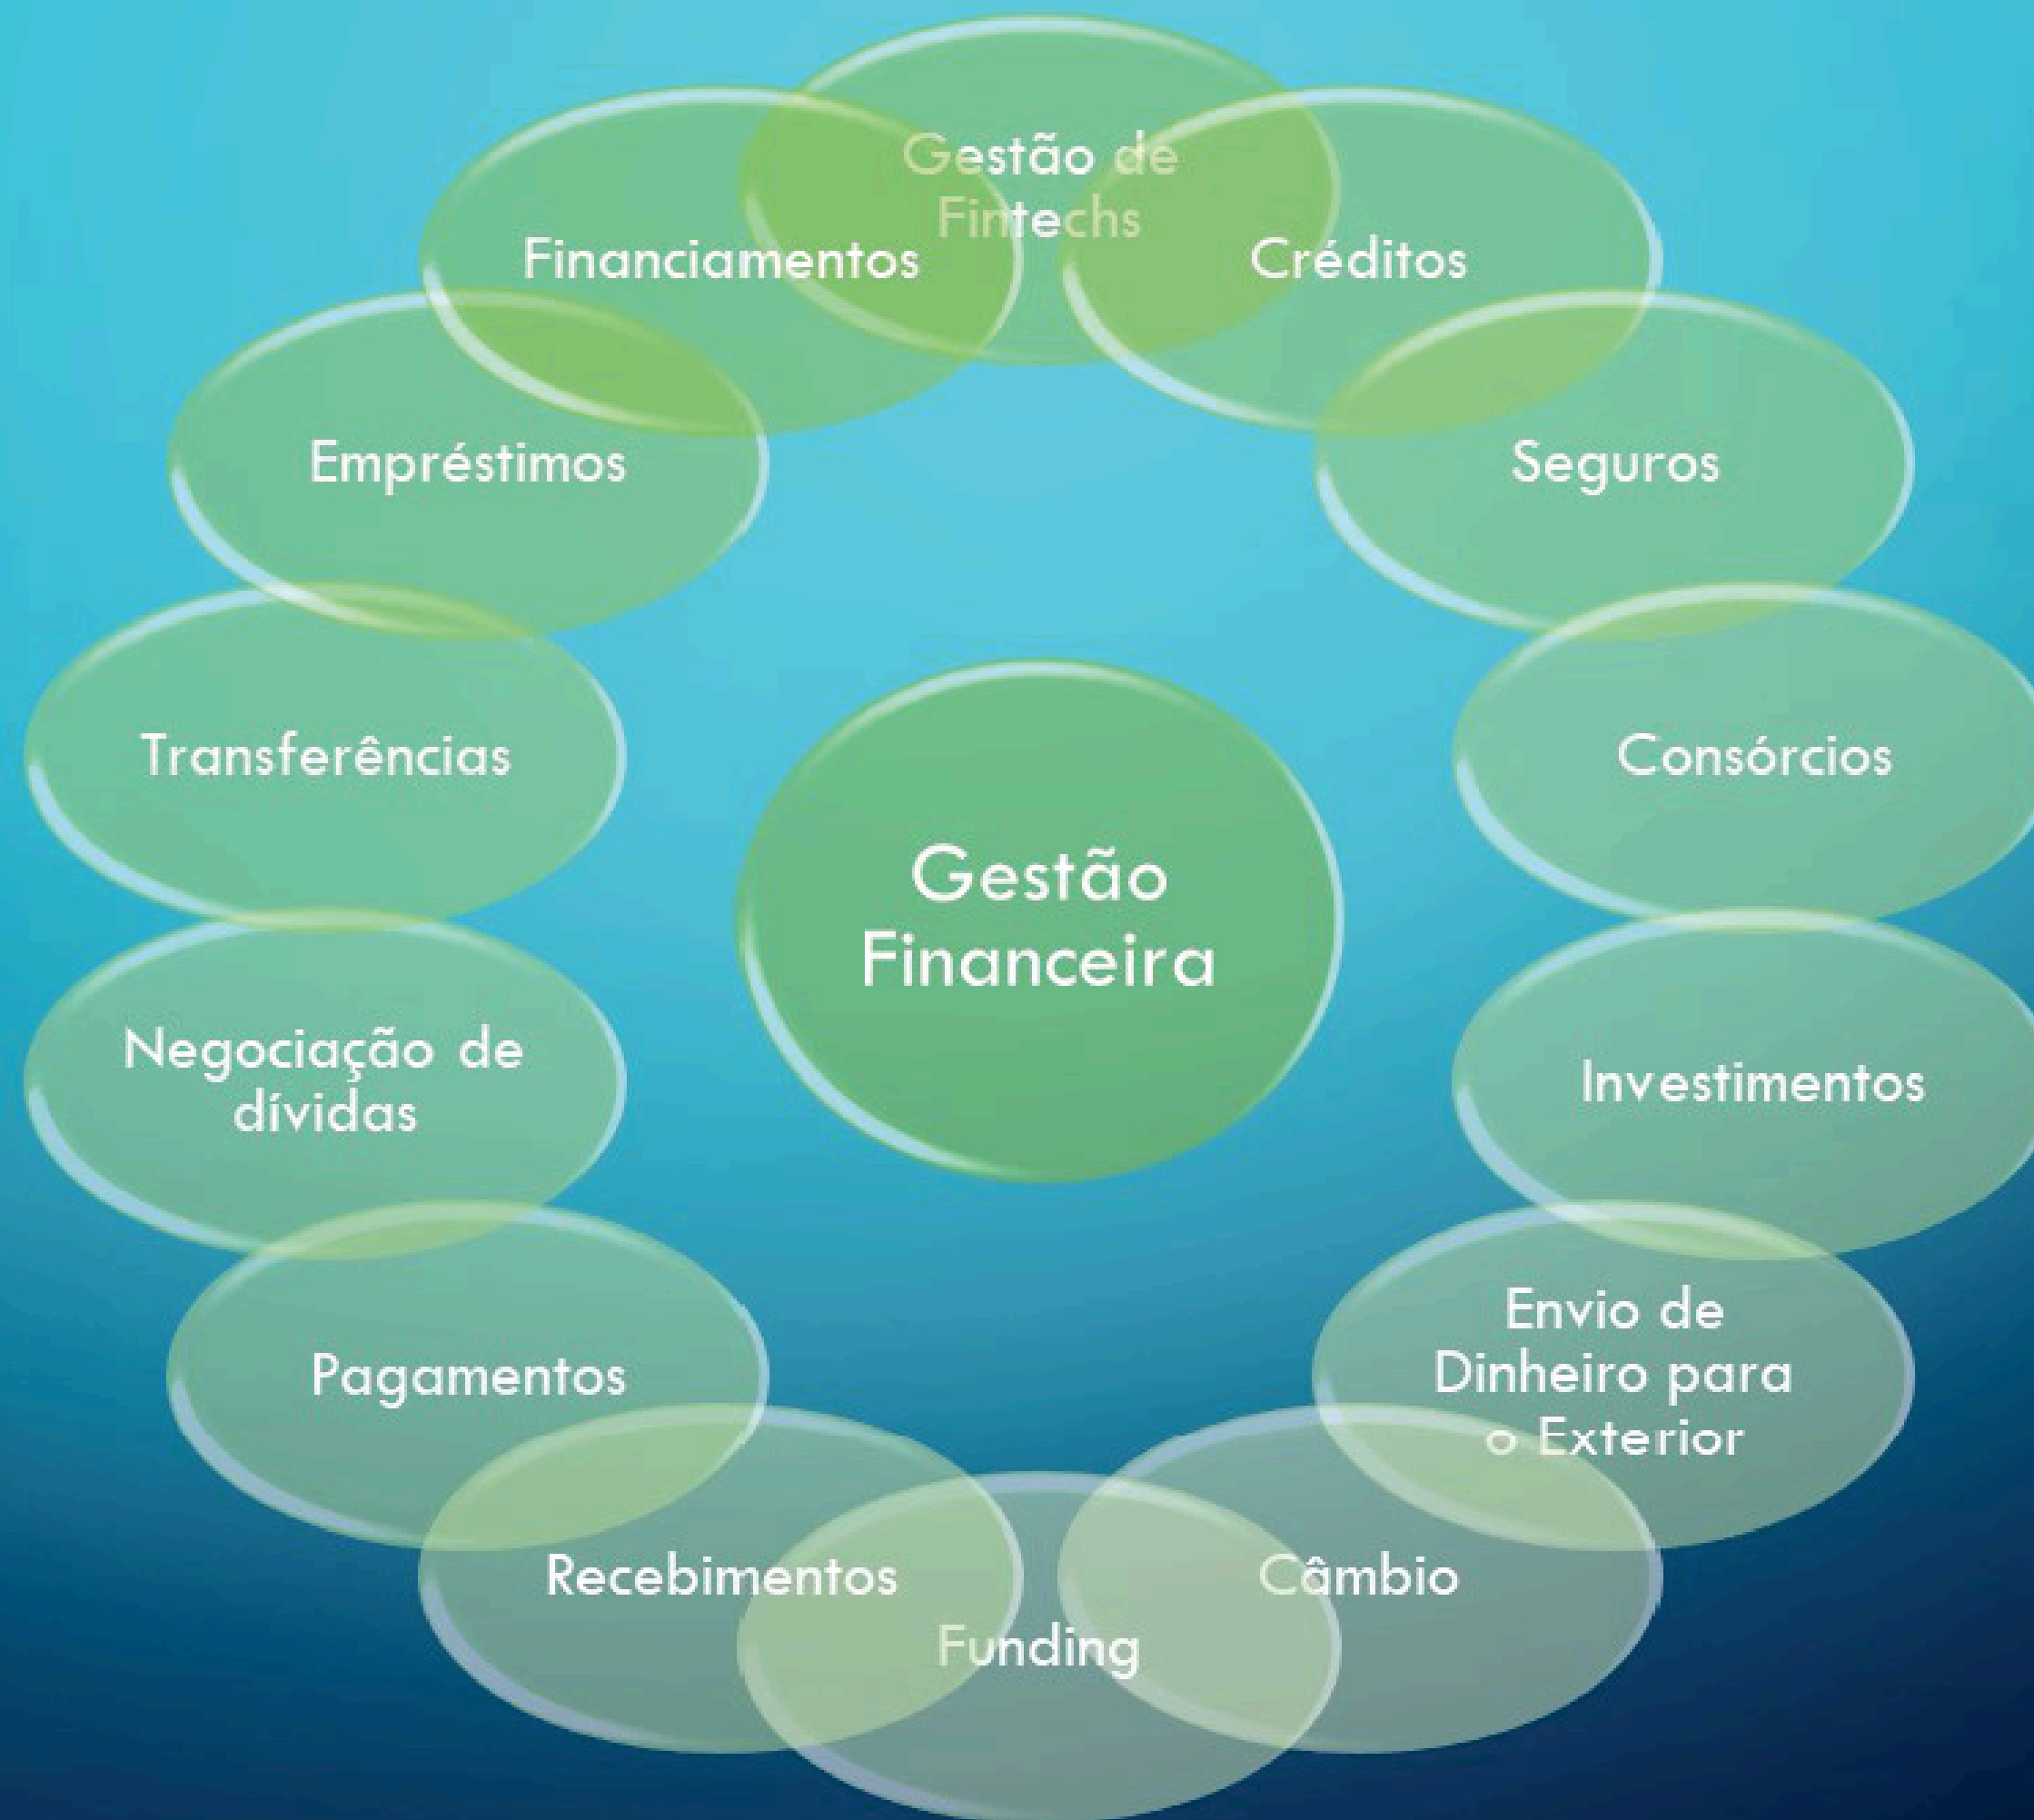 Gestão de
Fintechs
Créditos
Seguros
Consórcios
Investimentos
Envio de
Dinheiro para
o Exterior
Câmbio
Funding
Recebimentos
Pagamentos
Negociação de
dívidas
Transferências
Empréstimos
Financiamentos
Gestão
Financeira